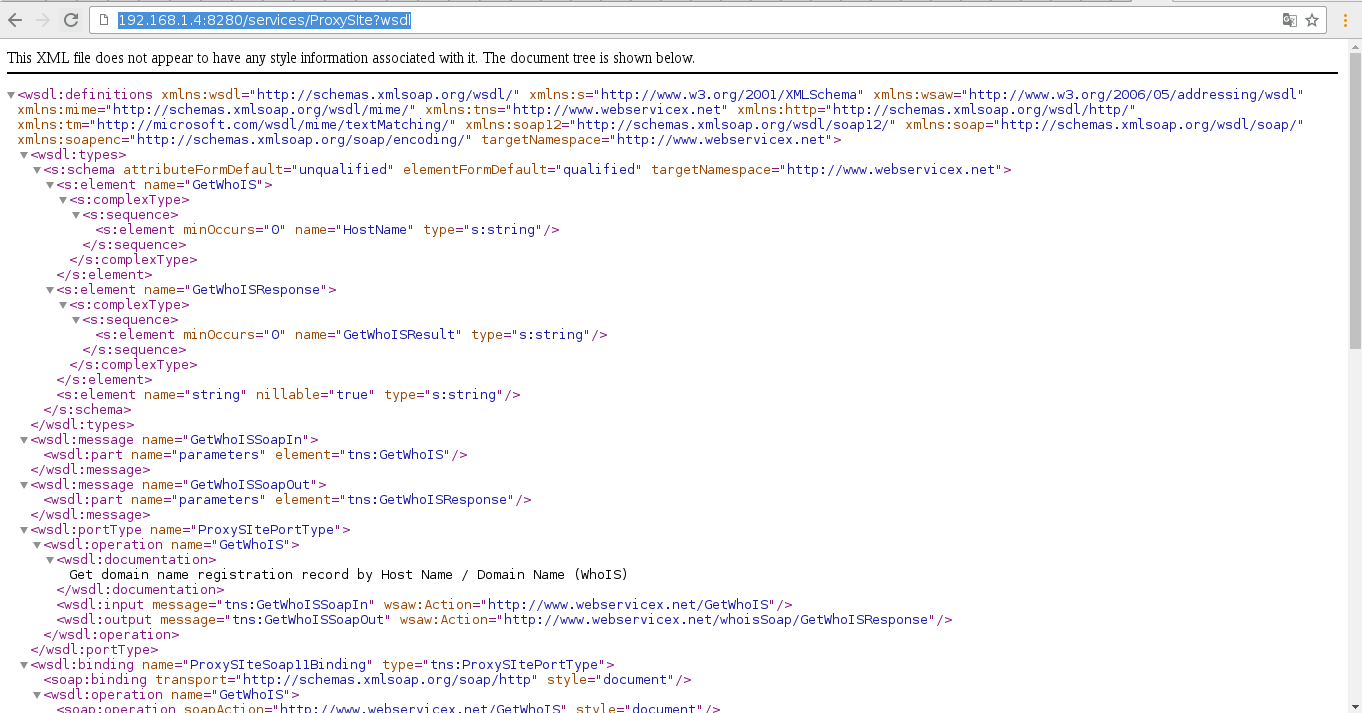 192.168.1.4:8280/services/ProxySIte?wsdl
This XML file does not appear to have any style information associated with it. The document tree is shown below.
<wsdl:definitions xmlns:wsdl="http://schemas.xmlsoap.org/wsdl/" xmlns:s="http://www.w3.org/2001/XMLSchema" xmlns:wsaw="http://www.w3.org/2006/05/addressing/wsdl"
xmlns:mime="http://schemas.xmlsoap.org/wsdl/mime/" xmlns:tns="http://www.webservicex.net" xmlns:http="http://schemas.xmlsoap.org/wsdl/http/"
xmlns:tm="http://microsoft.com/wsdl/mime/textMatching/" xmlns:soap12="http://schemas.xmlsoap.org/wsdl/soap12/" xmlns:soap="http://schemas.xmlsoap.org/wsdl/soap/"
xmlns:soapenc="http://schemas.xmlsoap.org/soap/encoding/" targetNamespace="http://www.webservicex.net">
<wsdl:types>
<s:schema attributeFormDefault="unqualified" elementFormDefault="qualified" targetNamespace="http://www.webservicex.net">
<s:element name="GetWhoIS">
<s:complexType>
<s:sequence>
<s:element minOccurs="0" name="HostName" type="s:string"/>
</s:sequence>
</s:complexType>
</s:element>
<s:element name="GetWhoISResponse">
<s:complexType>
<s:sequence>
<s:element minOccurs="0" name="GetWhoISResult" type="s:string"/>
</s:sequence>
</s:complexType>
</s:element>
<s:element name="string" nillable="true" type="s:string"/>
</s:schema>
</wsdl:types>
<wsdl:message name="GetWhoISSoapIn">
<wsdl:part name="parameters" element="tns:GetWhoIS"/>
</wsdl:message>
<wsdl:message name="GetWhoISSoapOut">
<wsdl:part name="parameters" element="tns:GetWhoISResponse"/>
</wsdl:message>
<wsdl:portType name="ProxySItePortType">
<wsdl:operation name="GetWhoIS">
<wsdl:documentation>
Get domain name registration record by Host Name / Domain Name (WhoIS)
</wsdl:documentation>
<wsdl:input message="tns:GetWhoISSoapIn" wsaw:Action="http://www.webservicex.net/GetWhoIS"/>
<wsdl:output message="tns:GetWhoISSoapOut" wsaw:Action="http://www.webservicex.net/whoisSoap/GetWhoISResponse"/>
</wsdl:operation>
</wsdl:portType>
<wsdl:binding name="ProxySIteSoap11Binding" type="tns:ProxySItePortType">
<soap:binding transport="http://schemas.xmlsoap.org/soap/http" style="document"/>
<wsdl:operation name="GetWhoIS">
<soap:operation soapAction="http://www.webservicex.net/GetWhoIS" style="document"/>